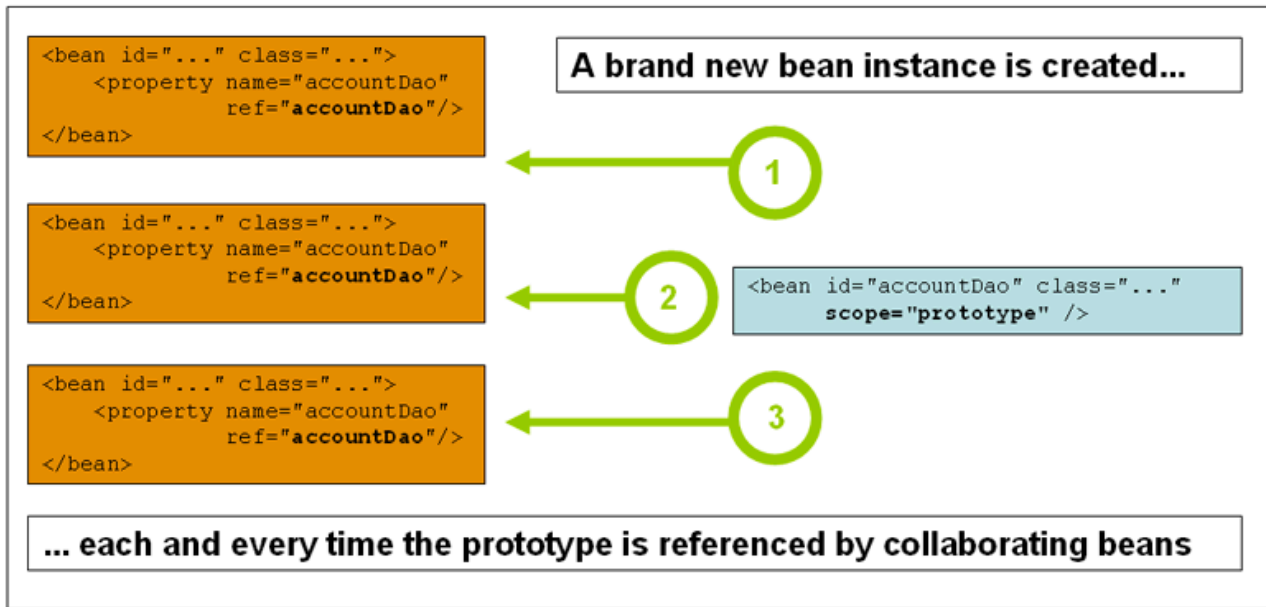 <bean id="..." class="...">
    <property name="accountDao"
              ref="accountDao"/>
</bean>
A brand new bean instance is created...
1
<bean id="..." class="...">
    <property name="accountDao"
              ref="accountDao"/>
</bean>
2
<bean id="accountDao" class="..."
      scope="prototype" />
<bean id="..." class="...">
    <property name="accountDao"
              ref="accountDao"/>
</bean>
3
... each and every time the prototype is referenced by collaborating beans